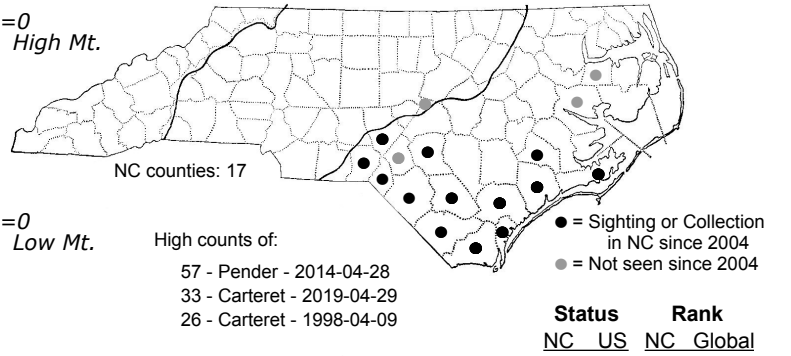 =0
High Mt.
NC counties: 17
=0
Low Mt.
High counts of:
57 - Pender - 2014-04-28
33 - Carteret - 2019-04-29
26 - Carteret - 1998-04-09
= Sighting or Collection
in NC since 2004
= Not seen since 2004
Status Rank
NC US NC Global